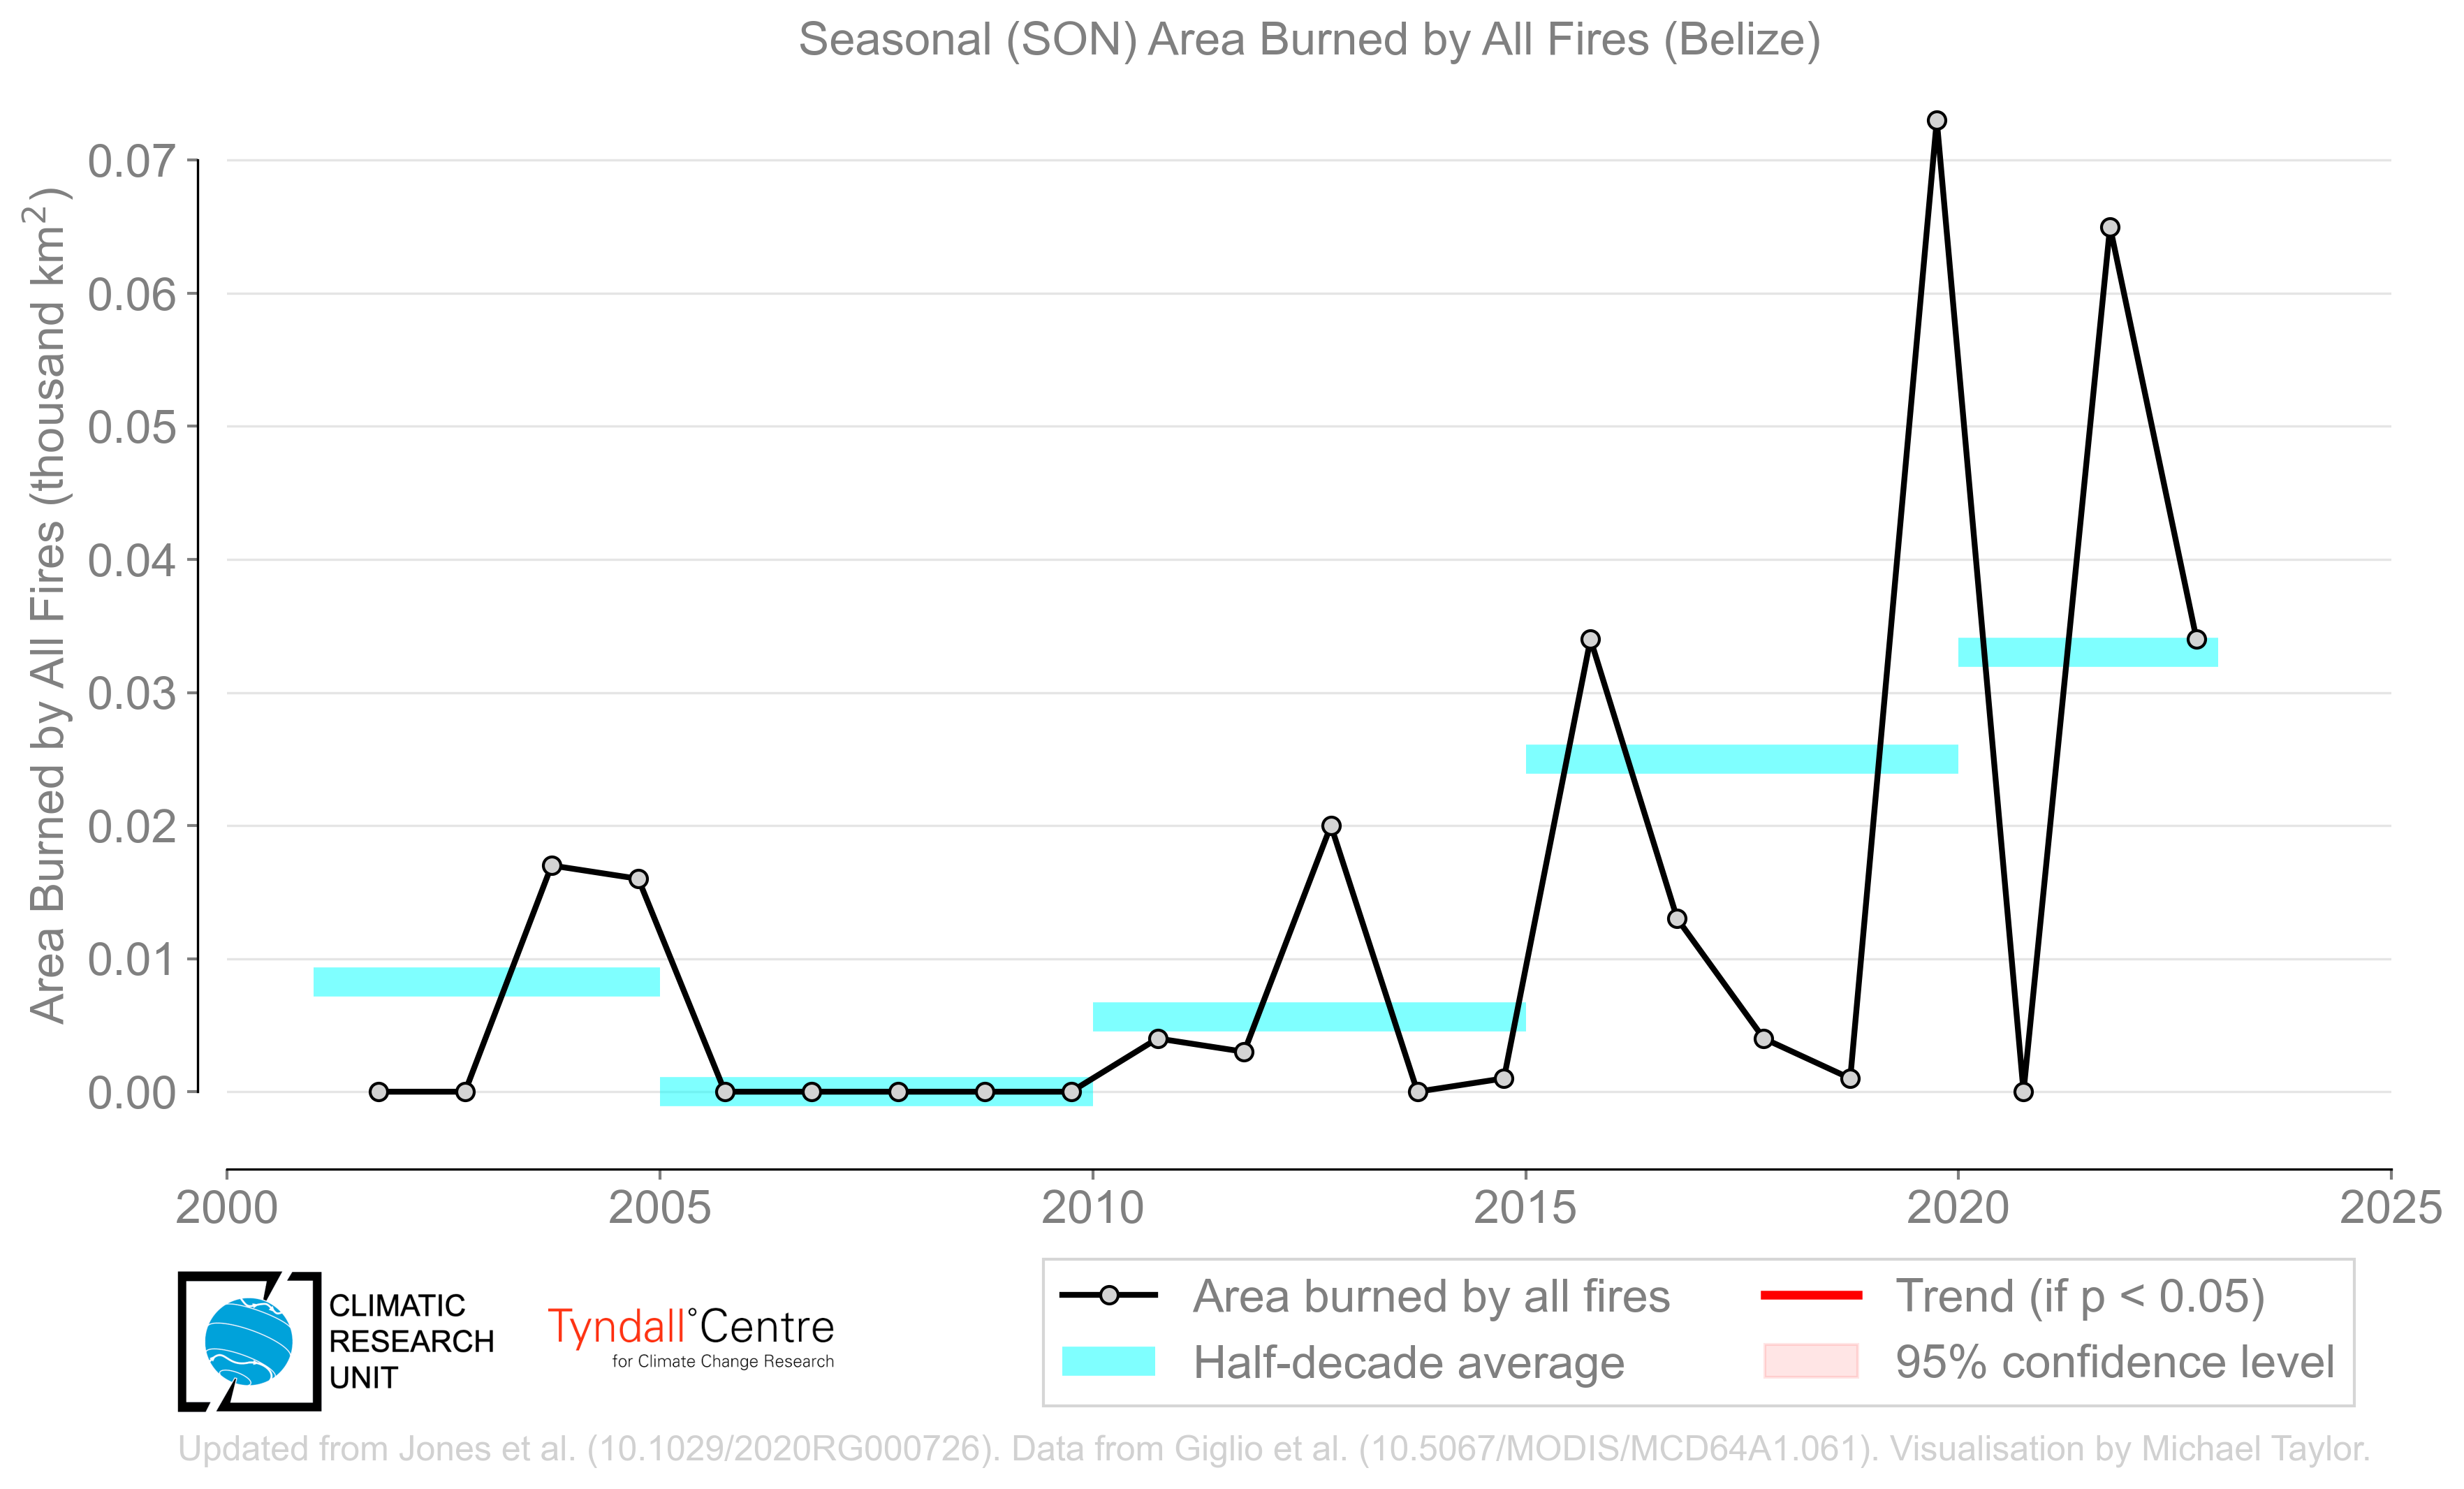 Seasonal (SON) Area Burned by All Fires (Belize)
Area Burned by All Fires (thousand km²)
0.07
0.06
0.05
0.04
0.03
0.02
0.01
0.00
2000 2005 2010 2015 2020 2025
CLIMATIC
RESEARCH
UNIT
Tyndall°Centre
for Climate Change Research
Area burned by all fires
Half-decade average
Trend (if p < 0.05)
95% confidence level
Updated from Jones et al. (10.1029/2020RG000726). Data from Giglio et al. (10.5067/MODIS/MCD64A1.061). Visualisation by Michael Taylor.